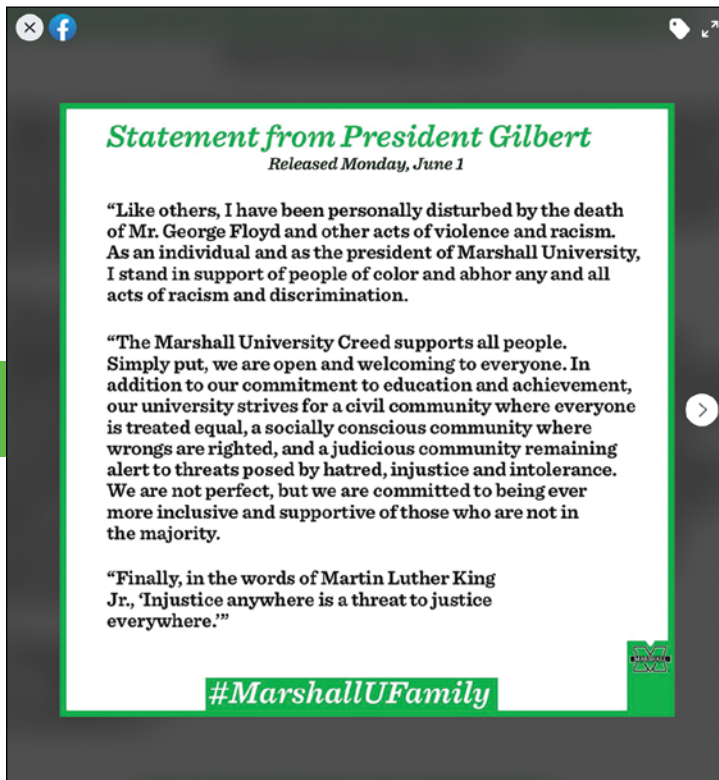 Statement from President Gilbert
Released Monday, June 1
“Like others, I have been personally disturbed by the death
of Mr. George Floyd and other acts of violence and racism.
As an individual and as the president of Marshall University,
I stand in support of people of color and abhor any and all
acts of racism and discrimination.
“The Marshall University Creed supports all people.
Simply put, we are open and welcoming to everyone. In
addition to our commitment to education and achievement,
our university strives for a civil community where everyone
is treated equal, a socially conscious community where
wrongs are righted, and a judicious community remaining
alert to threats posed by hatred, injustice and intolerance.
We are not perfect, but we are committed to being ever
more inclusive and supportive of those who are not in
the majority.
“Finally, in the words of Martin Luther King
Jr., ‘Injustice anywhere is a threat to justice
everywhere.’”
MARSHALL
#MarshallUFamily